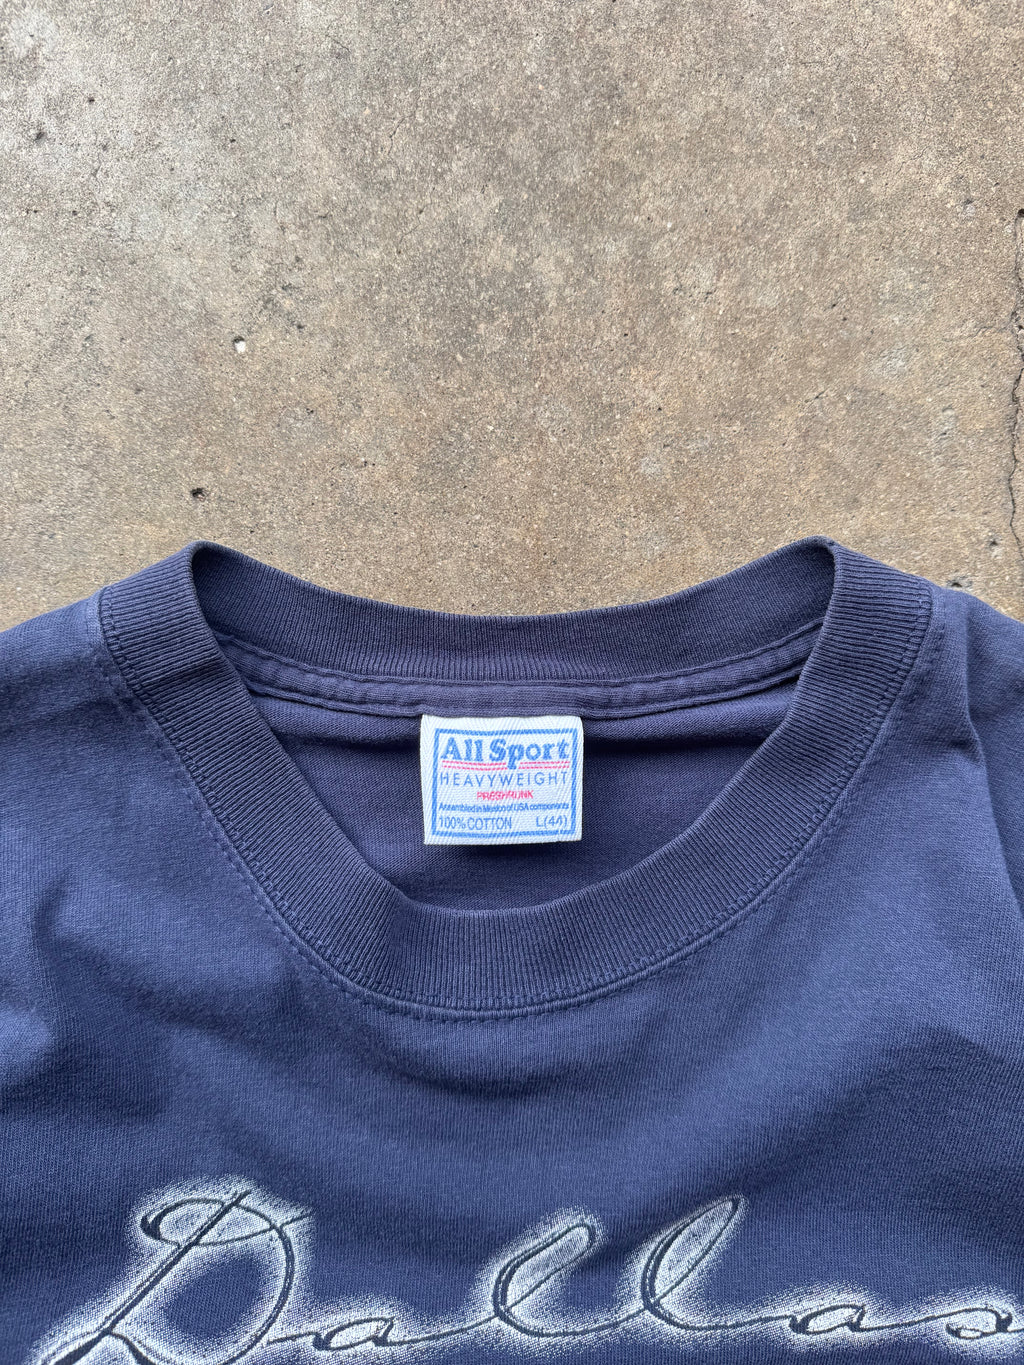 All Sport
HEAVYWEIGHT
PRESHRUNK
Assembled in Mexico of USA components
100% COTTON L(44)
Dallas